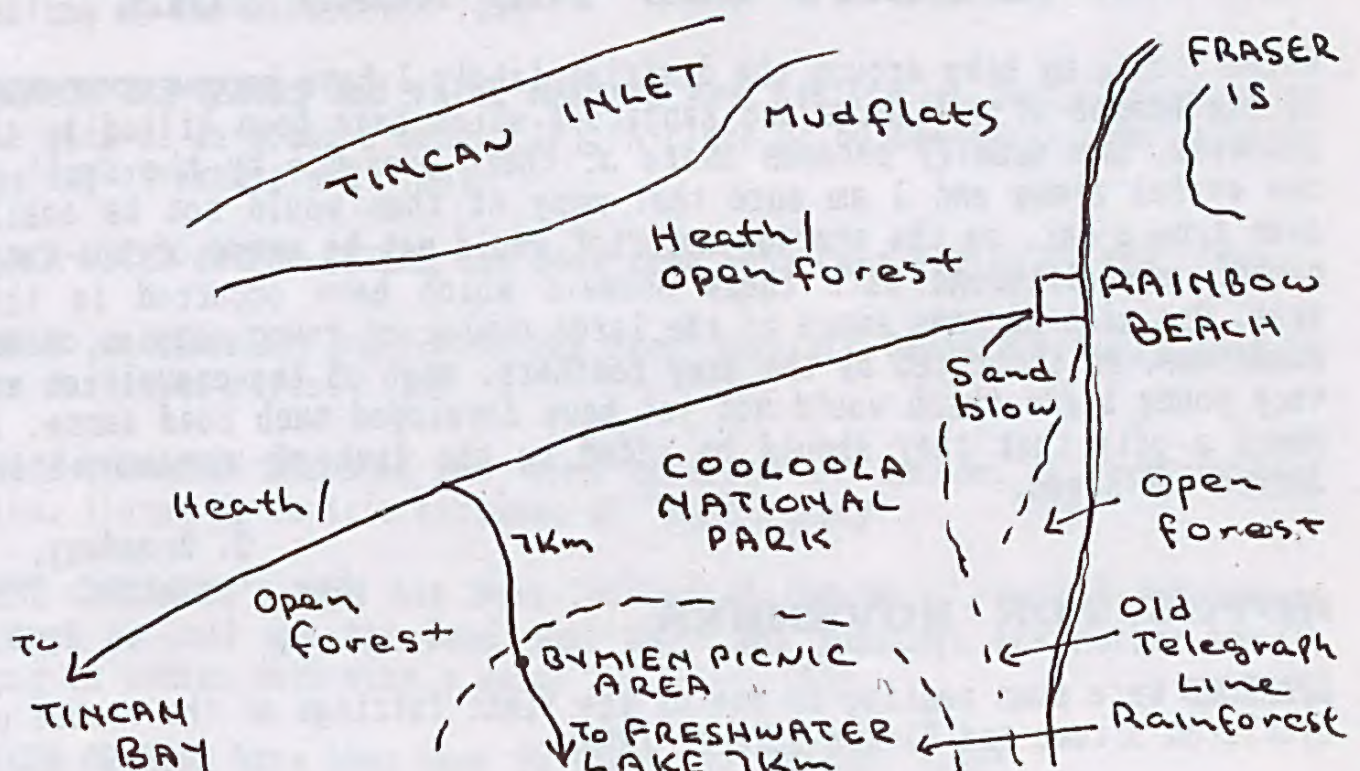 FRASER
IS
TINCAN INLET
Mudflats
Heath/
open forest
RAINBOW
BEACH
Sand
blow
COOLOOLA
NATIONAL
PARK
Open
forest
Heath/
7Km
Open
forest
Old
Telegraph
Line
To
TINCAN
BAY
BYMIEN PICNIC
AREA
Rainforest
To FRESHWATER
LAKE 7Km